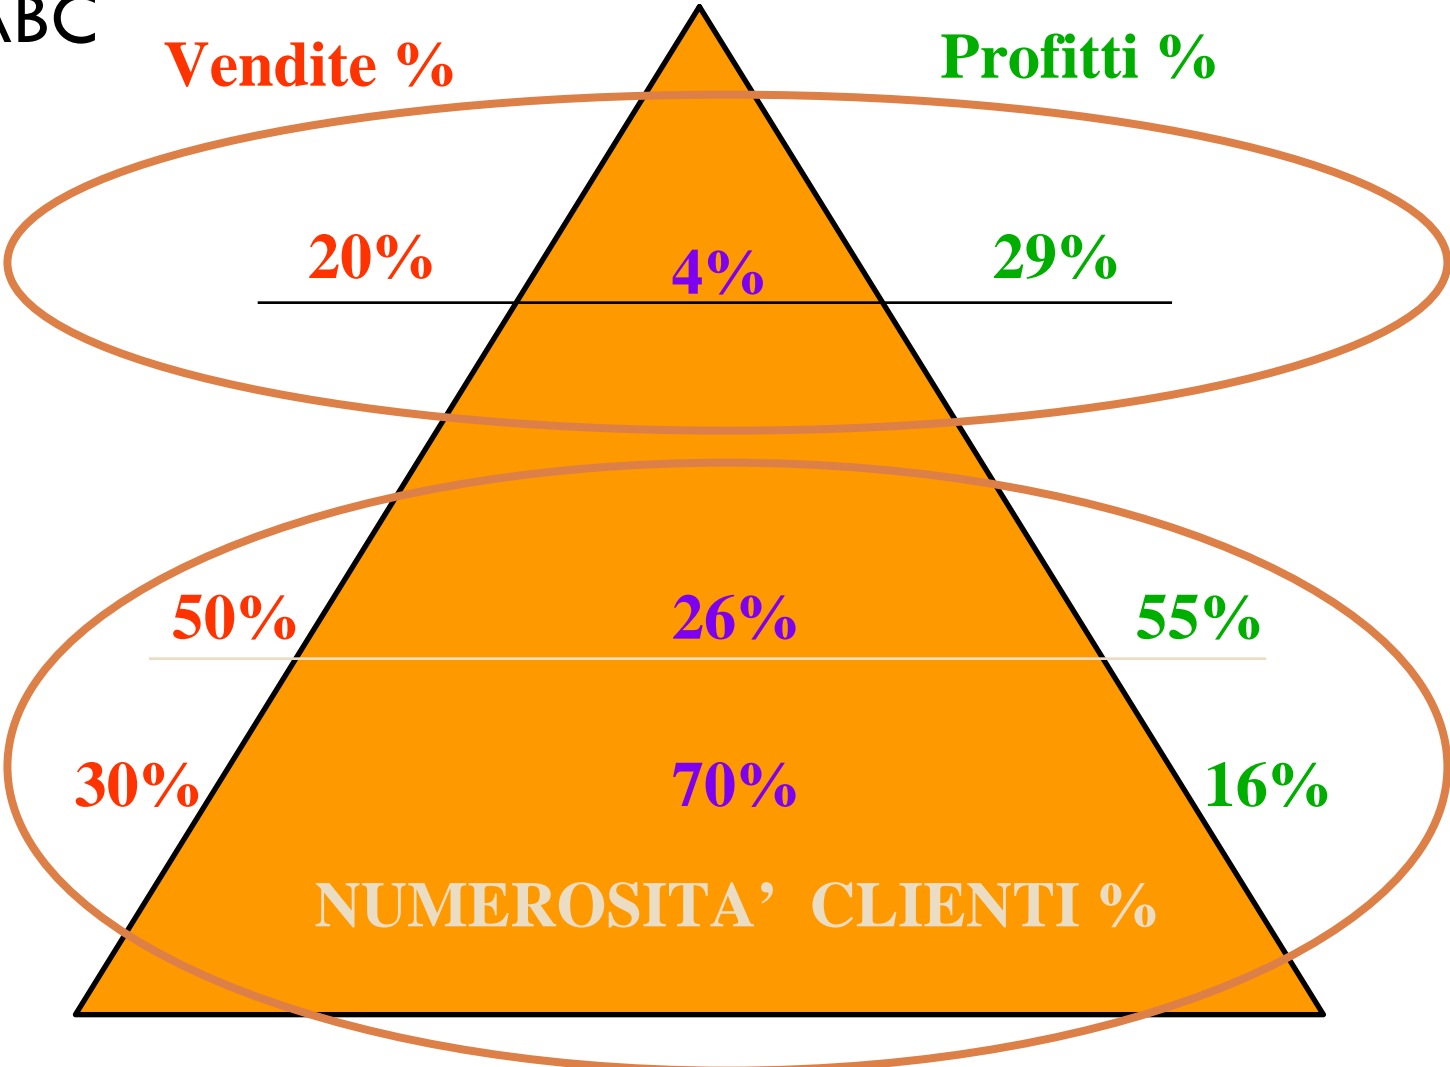 ABC
Vendite % Profitti %
20% 4% 29%
50% 26% 55%
30% 70% 16%
NUMEROSITA’ CLIENTI %